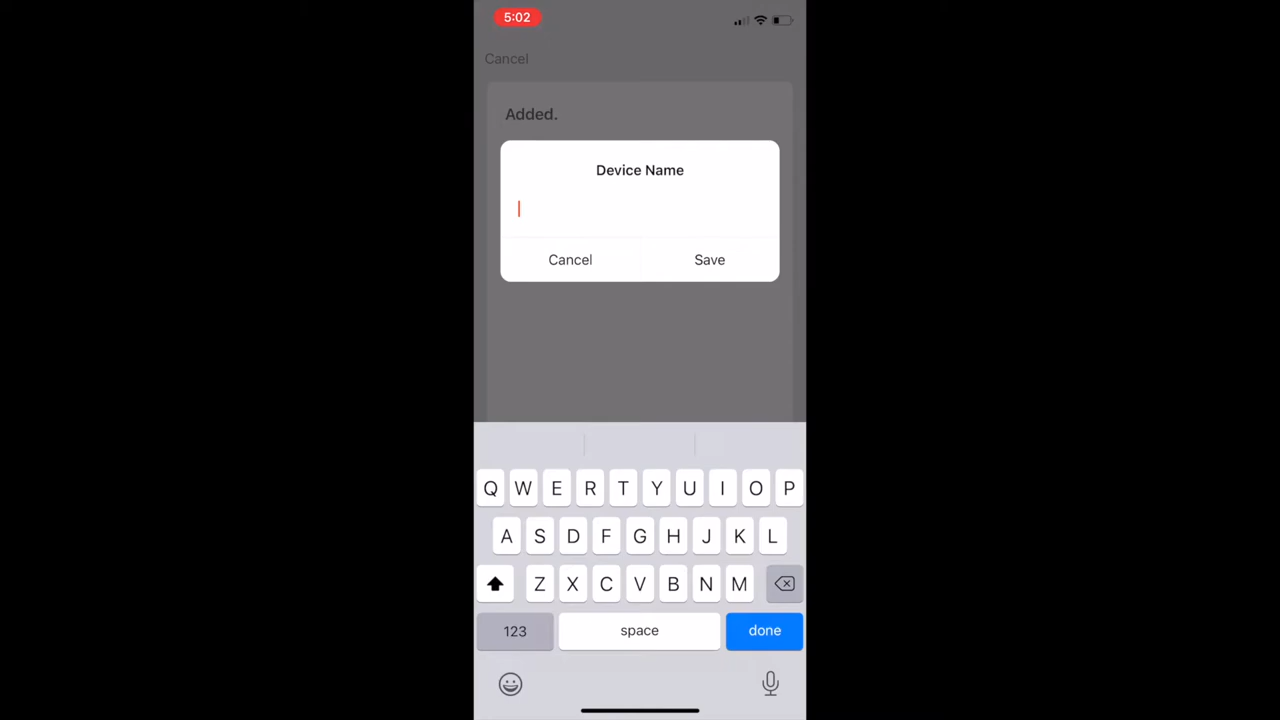 5:02
Cancel
Added.
Device Name
Cancel Save
Q W E R T Y U I O P
A S D F G H J K L
Z X C V B N M
123 space done